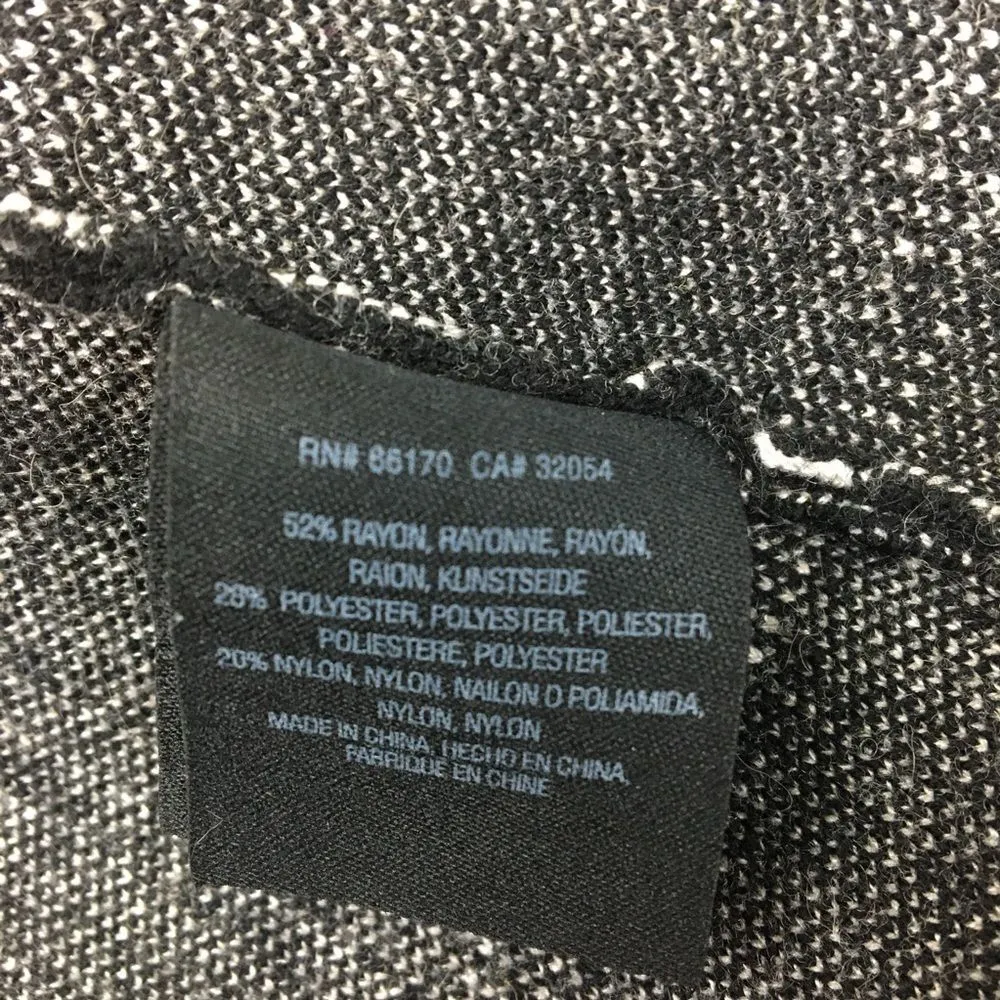 RN# 66170 CA# 32054
52% RAYON, RAYONNE, RAYÓN,
RAION, KUNSTSEIDE
28% POLYESTER, POLYESTER, POLIESTER,
POLIESTERE, POLYESTER
20% NYLON, NYLON, NAILON O POLIAMIDA,
NYLON, NYLON
MADE IN CHINA, HECHO EN CHINA,
FABRIQUE EN CHINE